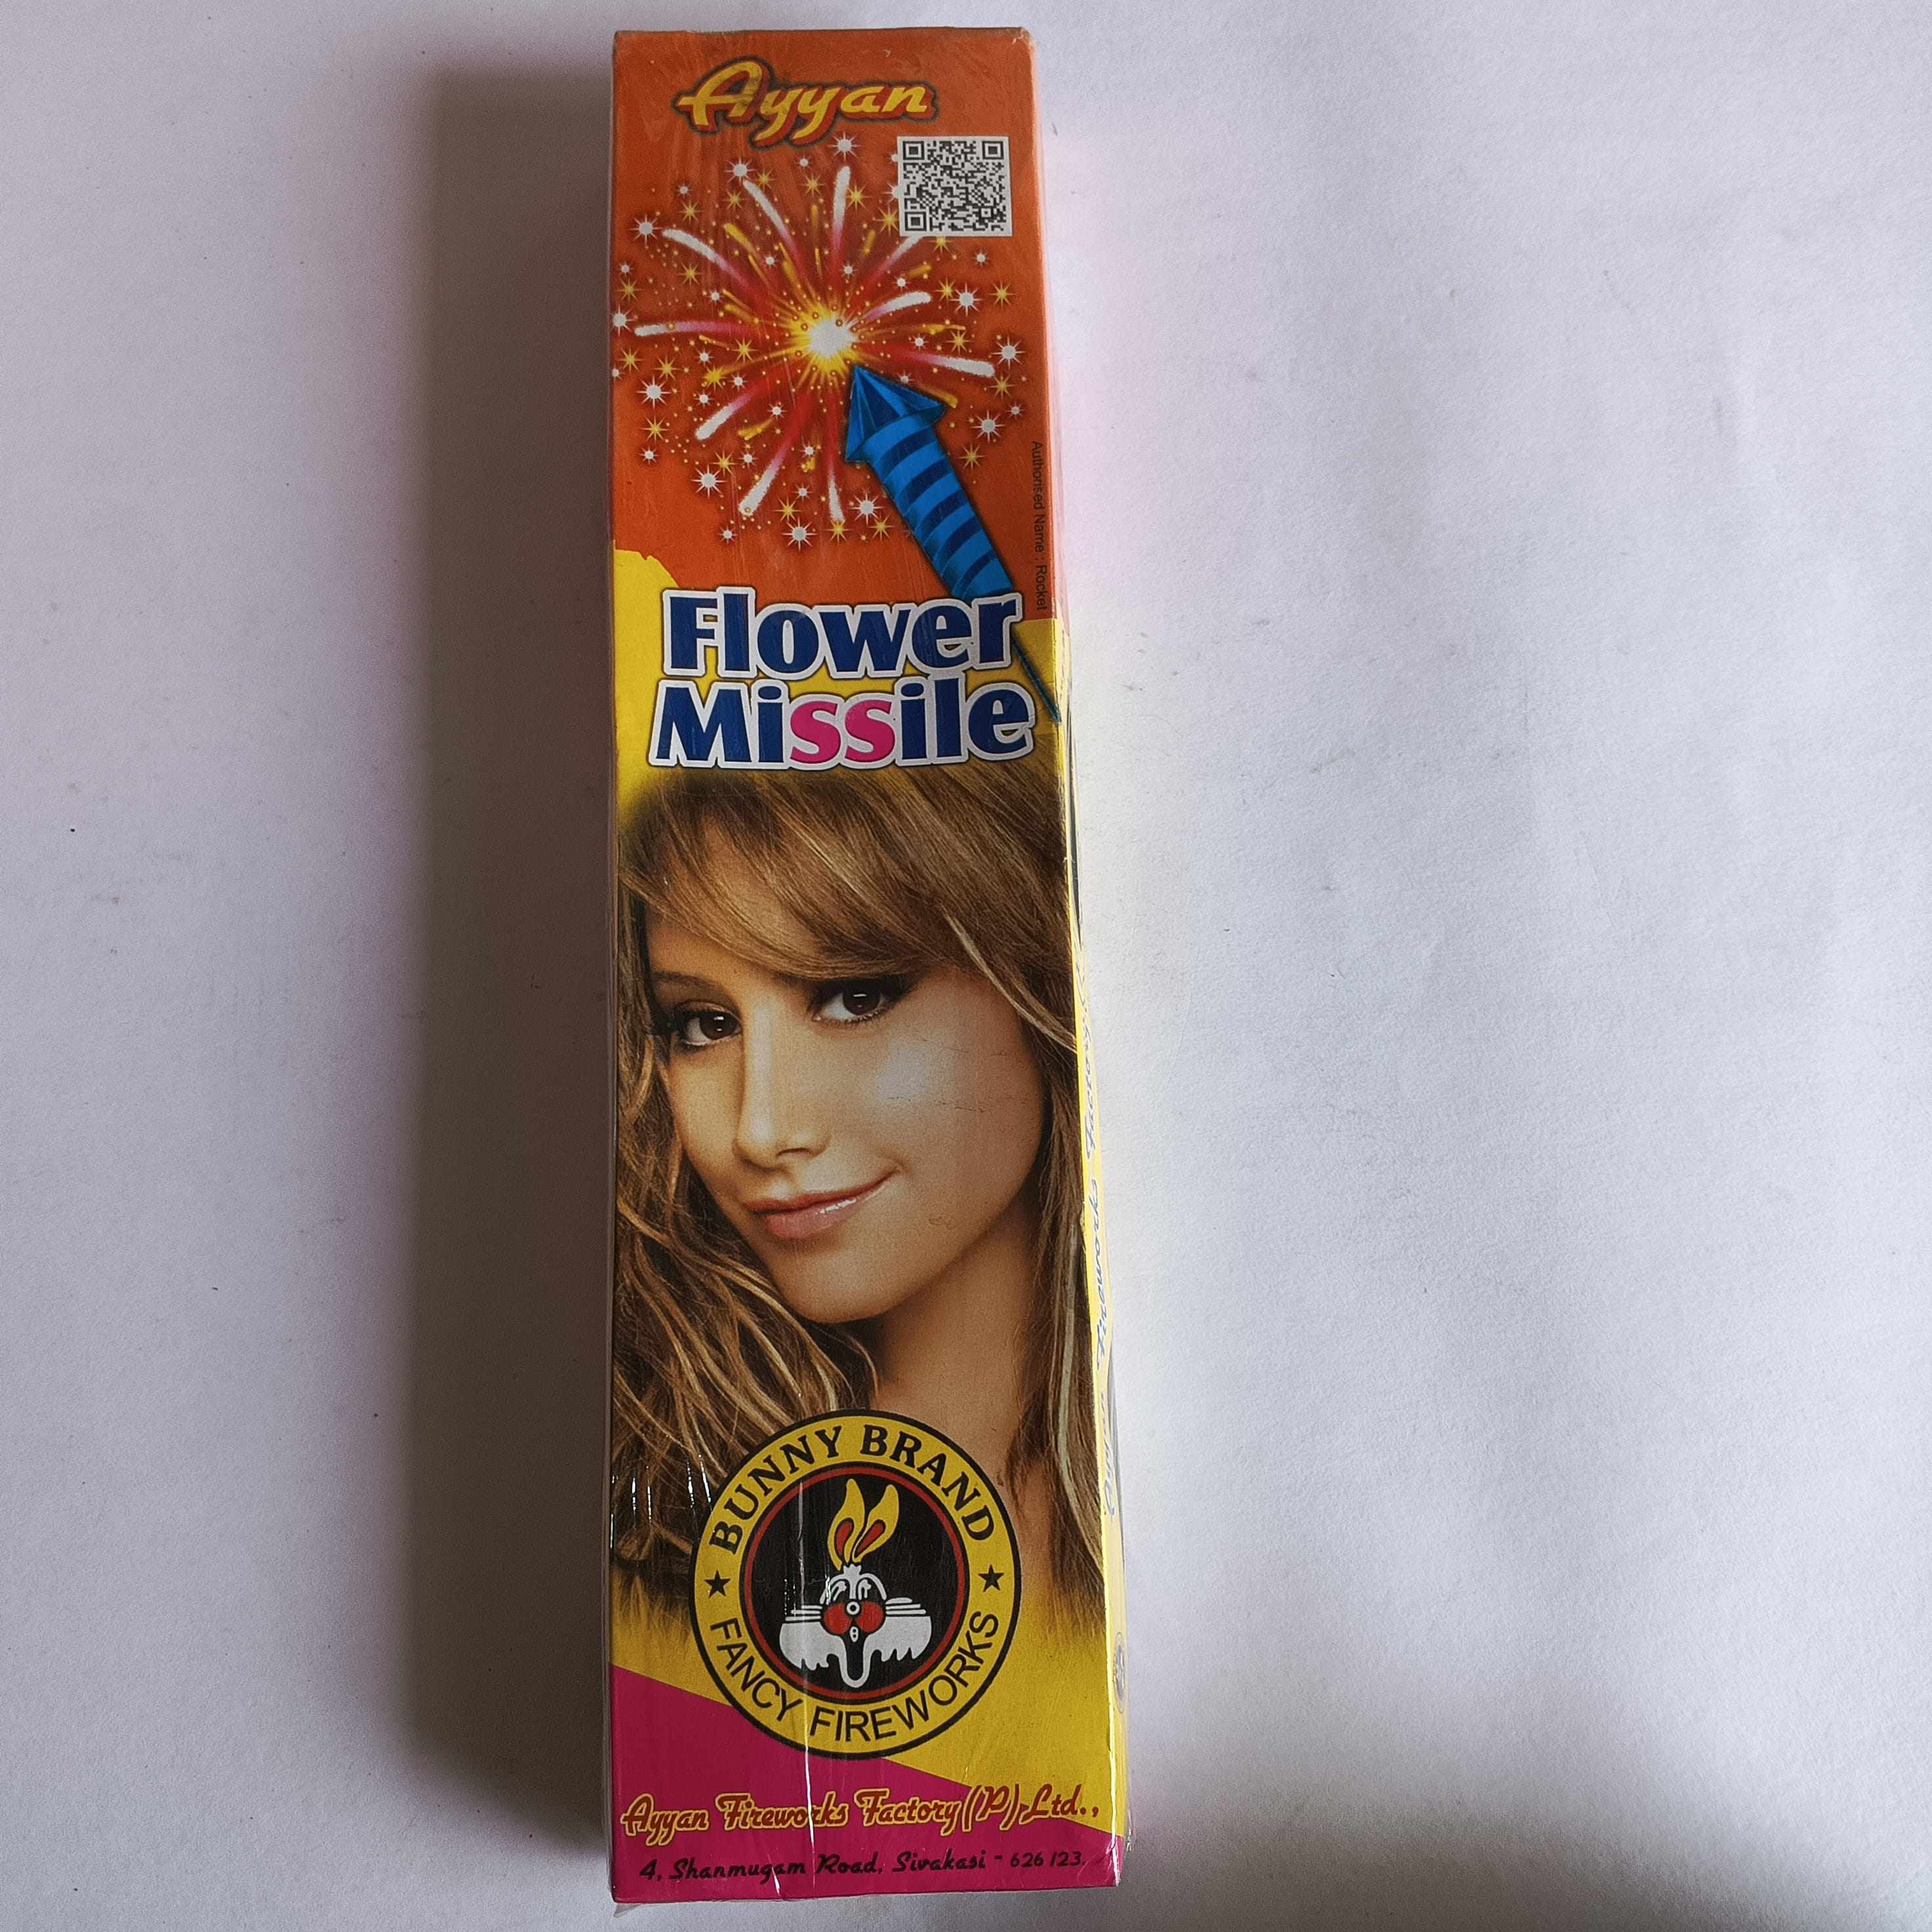 Ayyan
Authorised Name : Rocket
Flower
Missile
BUNNY BRAND
FANCY FIREWORKS
Ayyan Fireworks Factory (P) Ltd.,
4, Shanmugam Road, Sivakasi - 626 123.